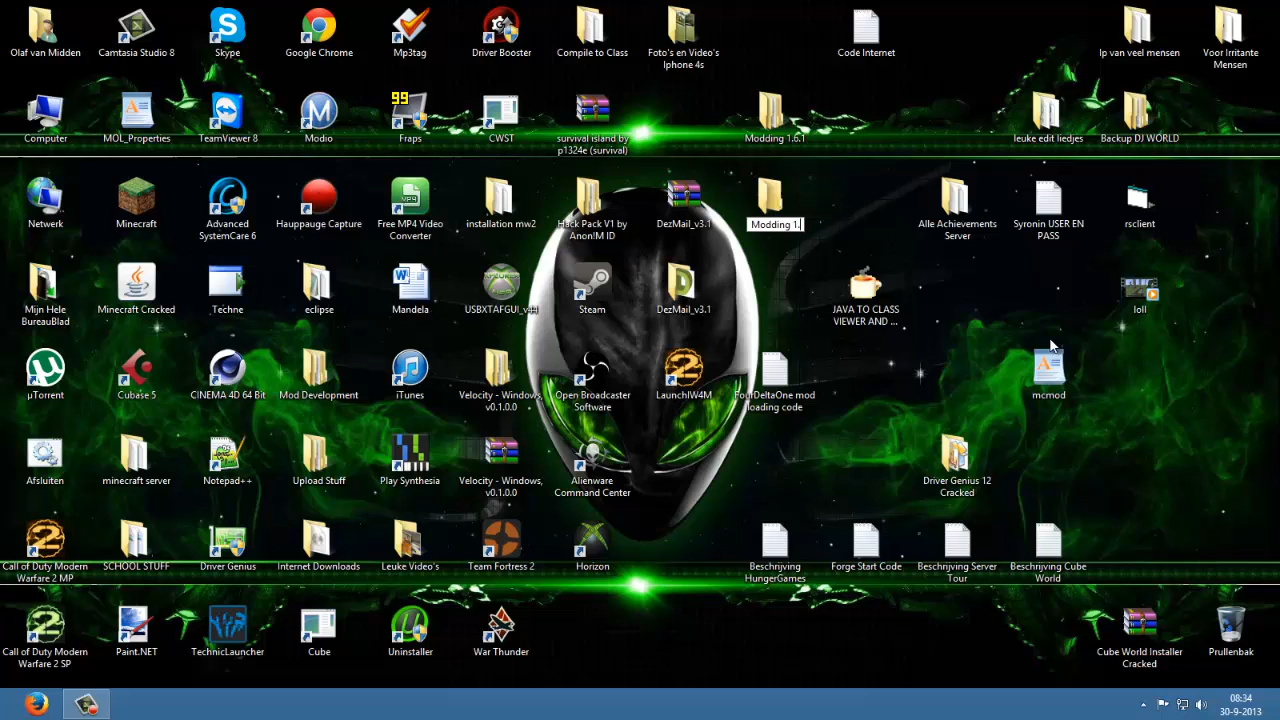 Olaf van Midden
Camtasia Studio 8
Skype
Google Chrome
Mp3tag
Driver Booster
Compile to Class
Foto's en Video's
Iphone 4s
Code Internet
Ip van veel mensen
Voor Irritante
Mensen
99
Computer
MOL_Properties
TeamViewer 8
Modio
Fraps
CWST
survival island by
p1324e (survival)
Modding 1.6.1
leuke edit liedjes
Backup DJ WORLD
Netwerk
Minecraft
Advanced
SystemCare 6
Hauppauge Capture
Free MP4 Video
Converter
installation mw2
Hack Pack V1 by
Anon!M ID
DezMail_v3.1
Modding 1.
Alle Achievements
Server
Syronin USER EN
PASS
rsclient
Mijn Hele
BureauBlad
Minecraft Cracked
Techne
eclipse
Mandela
USBXTAFGUI_v44
Steam
DezMail_v3.1
JAVA TO CLASS
VIEWER AND ...
loll
µTorrent
Cubase 5
CINEMA 4D 64 Bit
Mod Development
iTunes
Velocity - Windows,
v0.1.0.0
Open Broadcaster
Software
LaunchIW4M
FourDeltaOne mod
loading code
mcmod
Afsluiten
minecraft server
Notepad++
Upload Stuff
Play Synthesia
Velocity - Windows,
v0.1.0.0
Alienware
Command Center
Driver Genius 12
Cracked
Call of Duty Modern
Warfare 2 MP
SCHOOL STUFF
Driver Genius
Internet Downloads
Leuke Video's
Team Fortress 2
Horizon
Beschrijving
HungerGames
Forge Start Code
Beschrijving Server
Tour
Beschrijving Cube
World
Call of Duty Modern
Warfare 2 SP
Paint.NET
TechnicLauncher
Cube
Uninstaller
War Thunder
Cube World Installer
Cracked
Prullenbak
08:34
30-9-2013